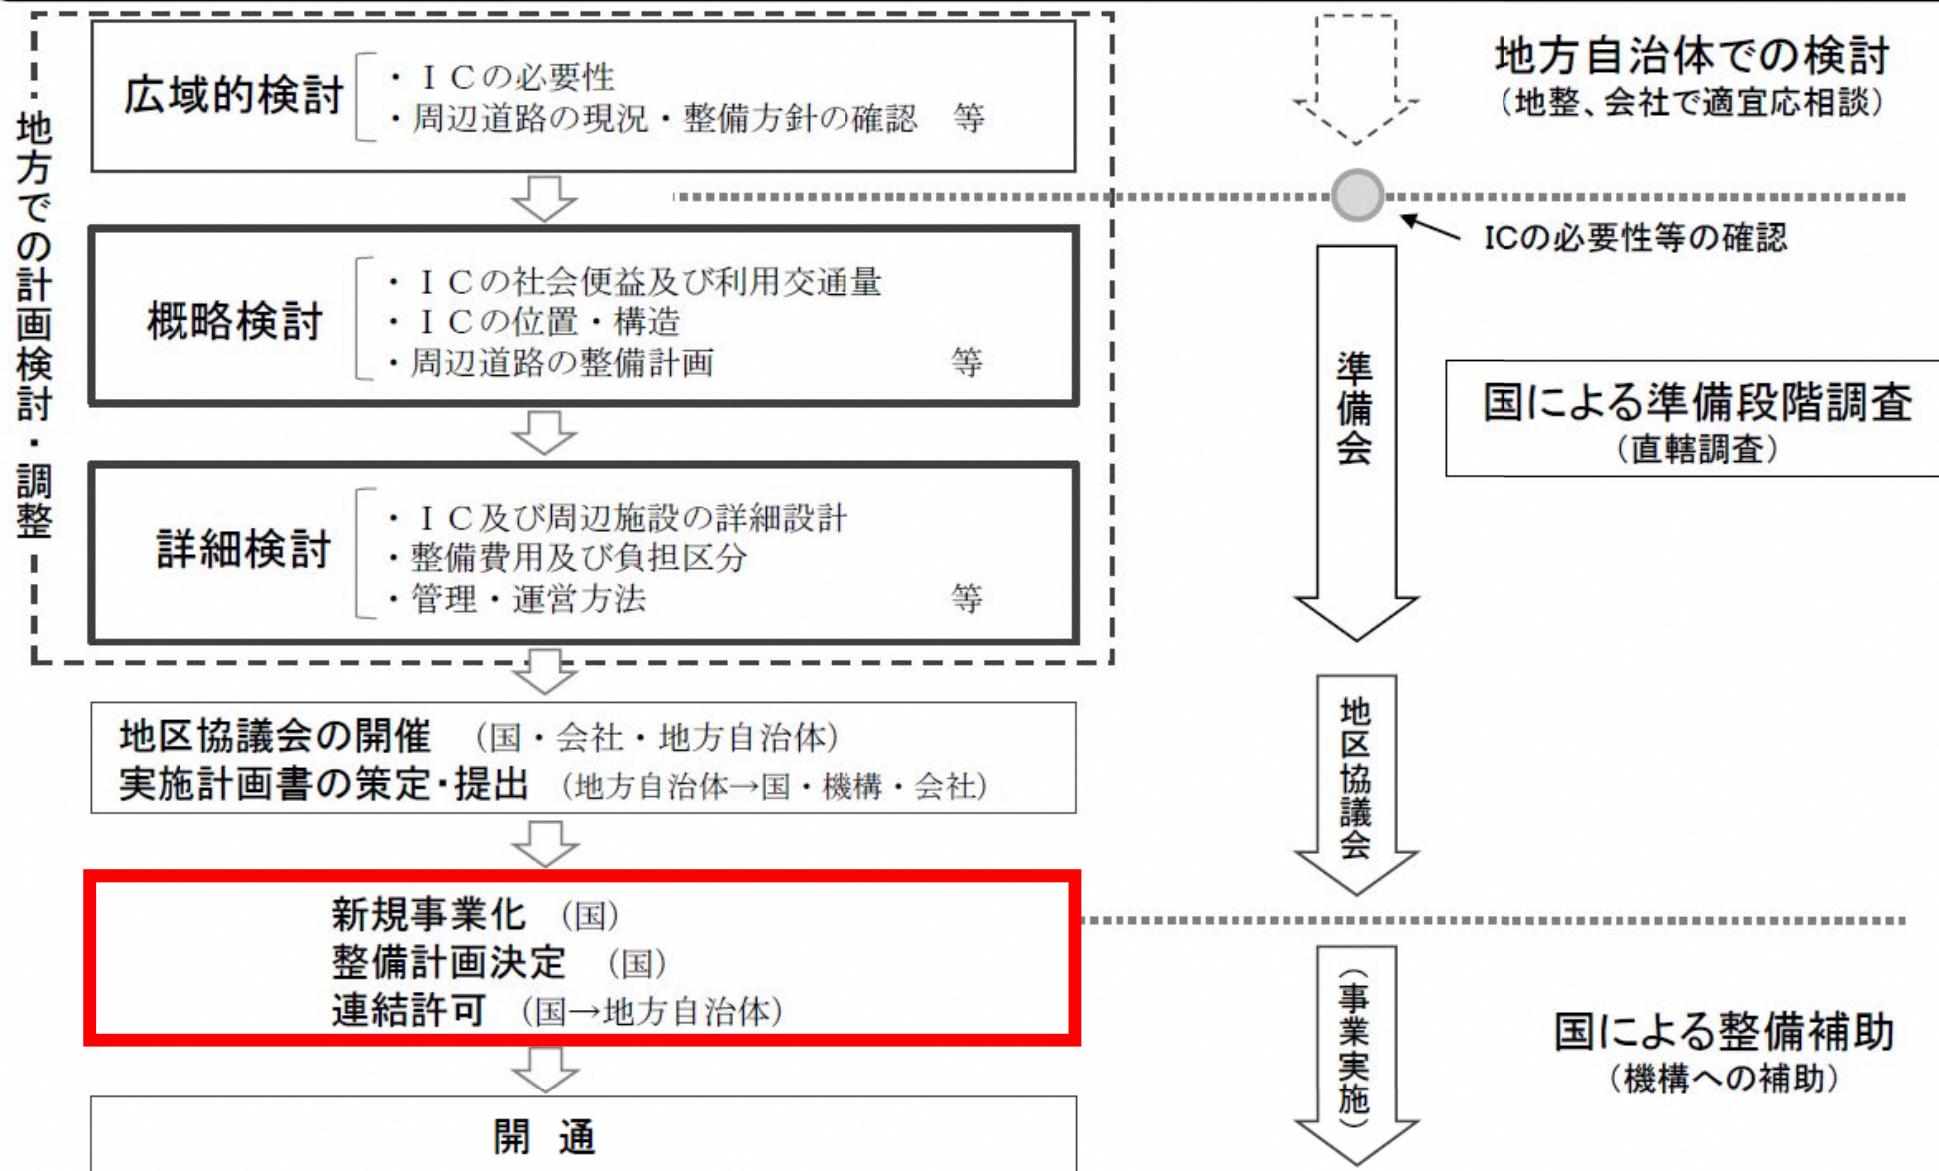 地方での計画検討・調整
広域的検討
・ＩＣの必要性
・周辺道路の現況・整備方針の確認　等
概略検討
・ＩＣの社会便益及び利用交通量
・ＩＣの位置・構造
・周辺道路の整備計画　等
詳細検討
・ＩＣ及び周辺施設の詳細設計
・整備費用及び負担区分
・管理・運営方法　等
地区協議会の開催　（国・会社・地方自治体）
実施計画書の策定・提出　（地方自治体→国・機構・会社）
新規事業化　（国）
整備計画決定　（国）
連結許可　（国→地方自治体）
開　通
地方自治体での検討
（地整、会社で適宜応相談）
ICの必要性等の確認
準備会
国による準備段階調査
（直轄調査）
地区協議会
（事業実施）
国による整備補助
（機構への補助）